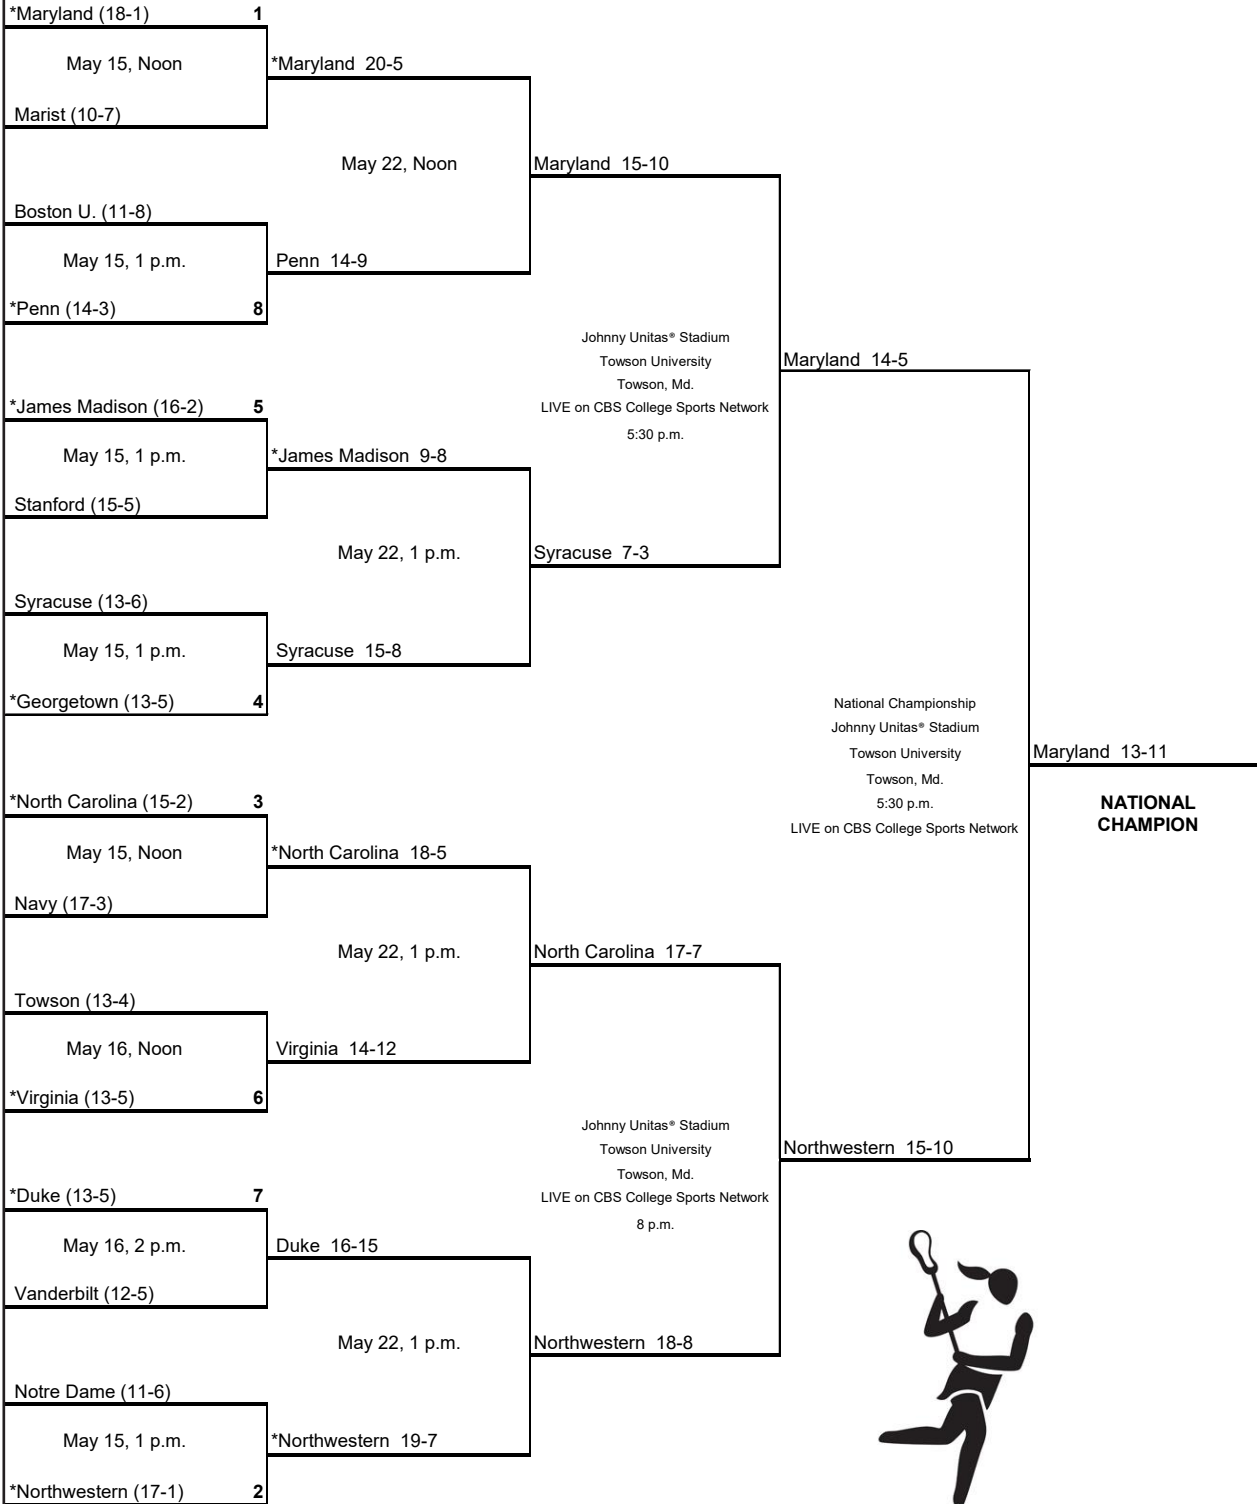 *Maryland (18-1) 1
May 15, Noon
*Maryland 20-5
Marist (10-7)
May 22, Noon
Maryland 15-10
Boston U. (11-8)
May 15, 1 p.m.
Penn 14-9
*Penn (14-3) 8
Johnny Unitas® Stadium
Towson University
Towson, Md.
LIVE on CBS College Sports Network
5:30 p.m.
Maryland 14-5
*James Madison (16-2) 5
May 15, 1 p.m.
*James Madison 9-8
Stanford (15-5)
May 22, 1 p.m.
Syracuse 7-3
Syracuse (13-6)
May 15, 1 p.m.
Syracuse 15-8
*Georgetown (13-5) 4
National Championship
Johnny Unitas® Stadium
Towson University
Towson, Md.
5:30 p.m.
LIVE on CBS College Sports Network
Maryland 13-11
NATIONAL
CHAMPION
*North Carolina (15-2) 3
May 15, Noon
*North Carolina 18-5
Navy (17-3)
May 22, 1 p.m.
North Carolina 17-7
Towson (13-4)
May 16, Noon
Virginia 14-12
*Virginia (13-5) 6
Johnny Unitas® Stadium
Towson University
Towson, Md.
LIVE on CBS College Sports Network
8 p.m.
Northwestern 15-10
*Duke (13-5) 7
May 16, 2 p.m.
Duke 16-15
Vanderbilt (12-5)
May 22, 1 p.m.
Northwestern 18-8
Notre Dame (11-6)
May 15, 1 p.m.
*Northwestern 19-7
*Northwestern (17-1) 2